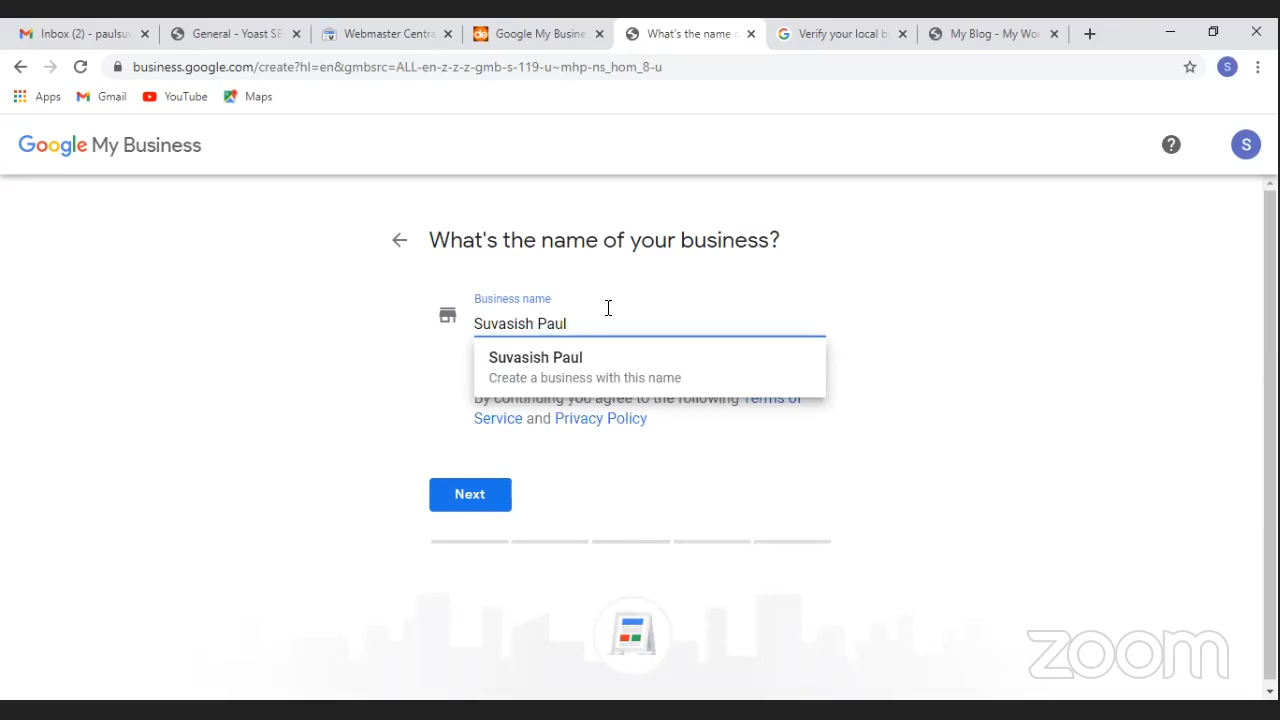 Inbox (2) - paulsu
General - Yoast SE
Webmaster Centra
Google My Busine
What's the name o
Verify your local b
My Blog - My Wo
business.google.com/create?hl=en&gmbsrc=ALL-en-z-z-z-gmb-s-119-u~mhp-ns_hom_8-u
S
Apps
Gmail
YouTube
Maps
Google My Business
?
S
What's the name of your business?
Business name
Suvasish Paul
Suvasish Paul
Create a business with this name
By continuing you agree to the following Terms of
Service and Privacy Policy
Next
zoom